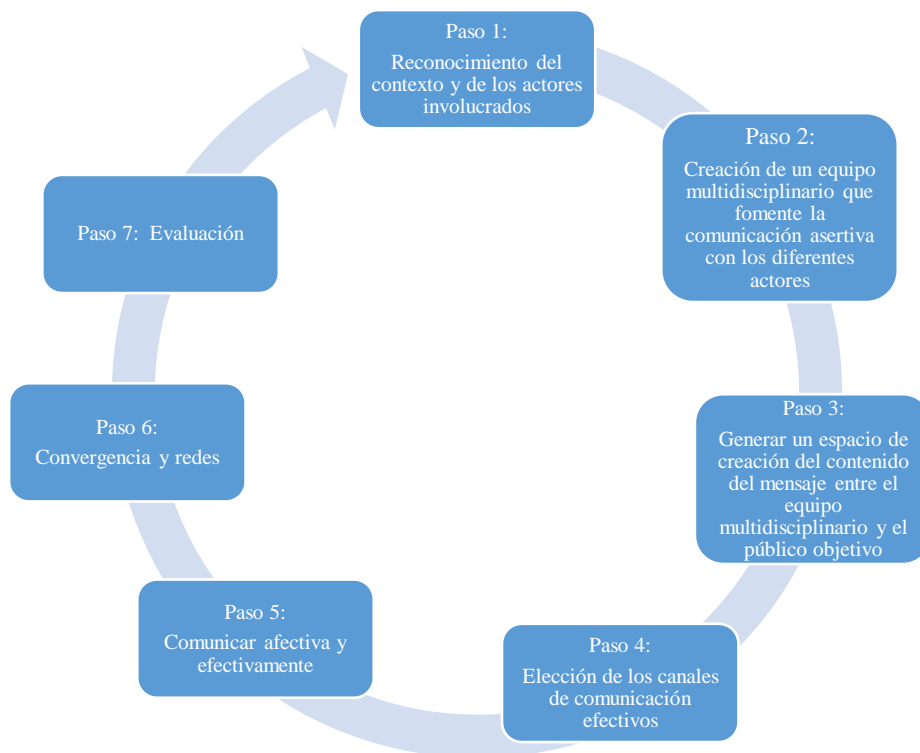 Paso 1:
Reconocimiento del
contexto y de los actores
involucrados
Paso 2:
Creación de un equipo
multidisciplinario que
fomente la
comunicación asertiva
con los diferentes
actores
Paso 3:
Generar un espacio de
creación del contenido
del mensaje entre el
equipo
multidisciplinario y el
público objetivo
Paso 4:
Elección de los canales
de comunicación
efectivos
Paso 5:
Comunicar afectiva y
efectivamente
Paso 6:
Convergencia y redes
Paso 7: Evaluación